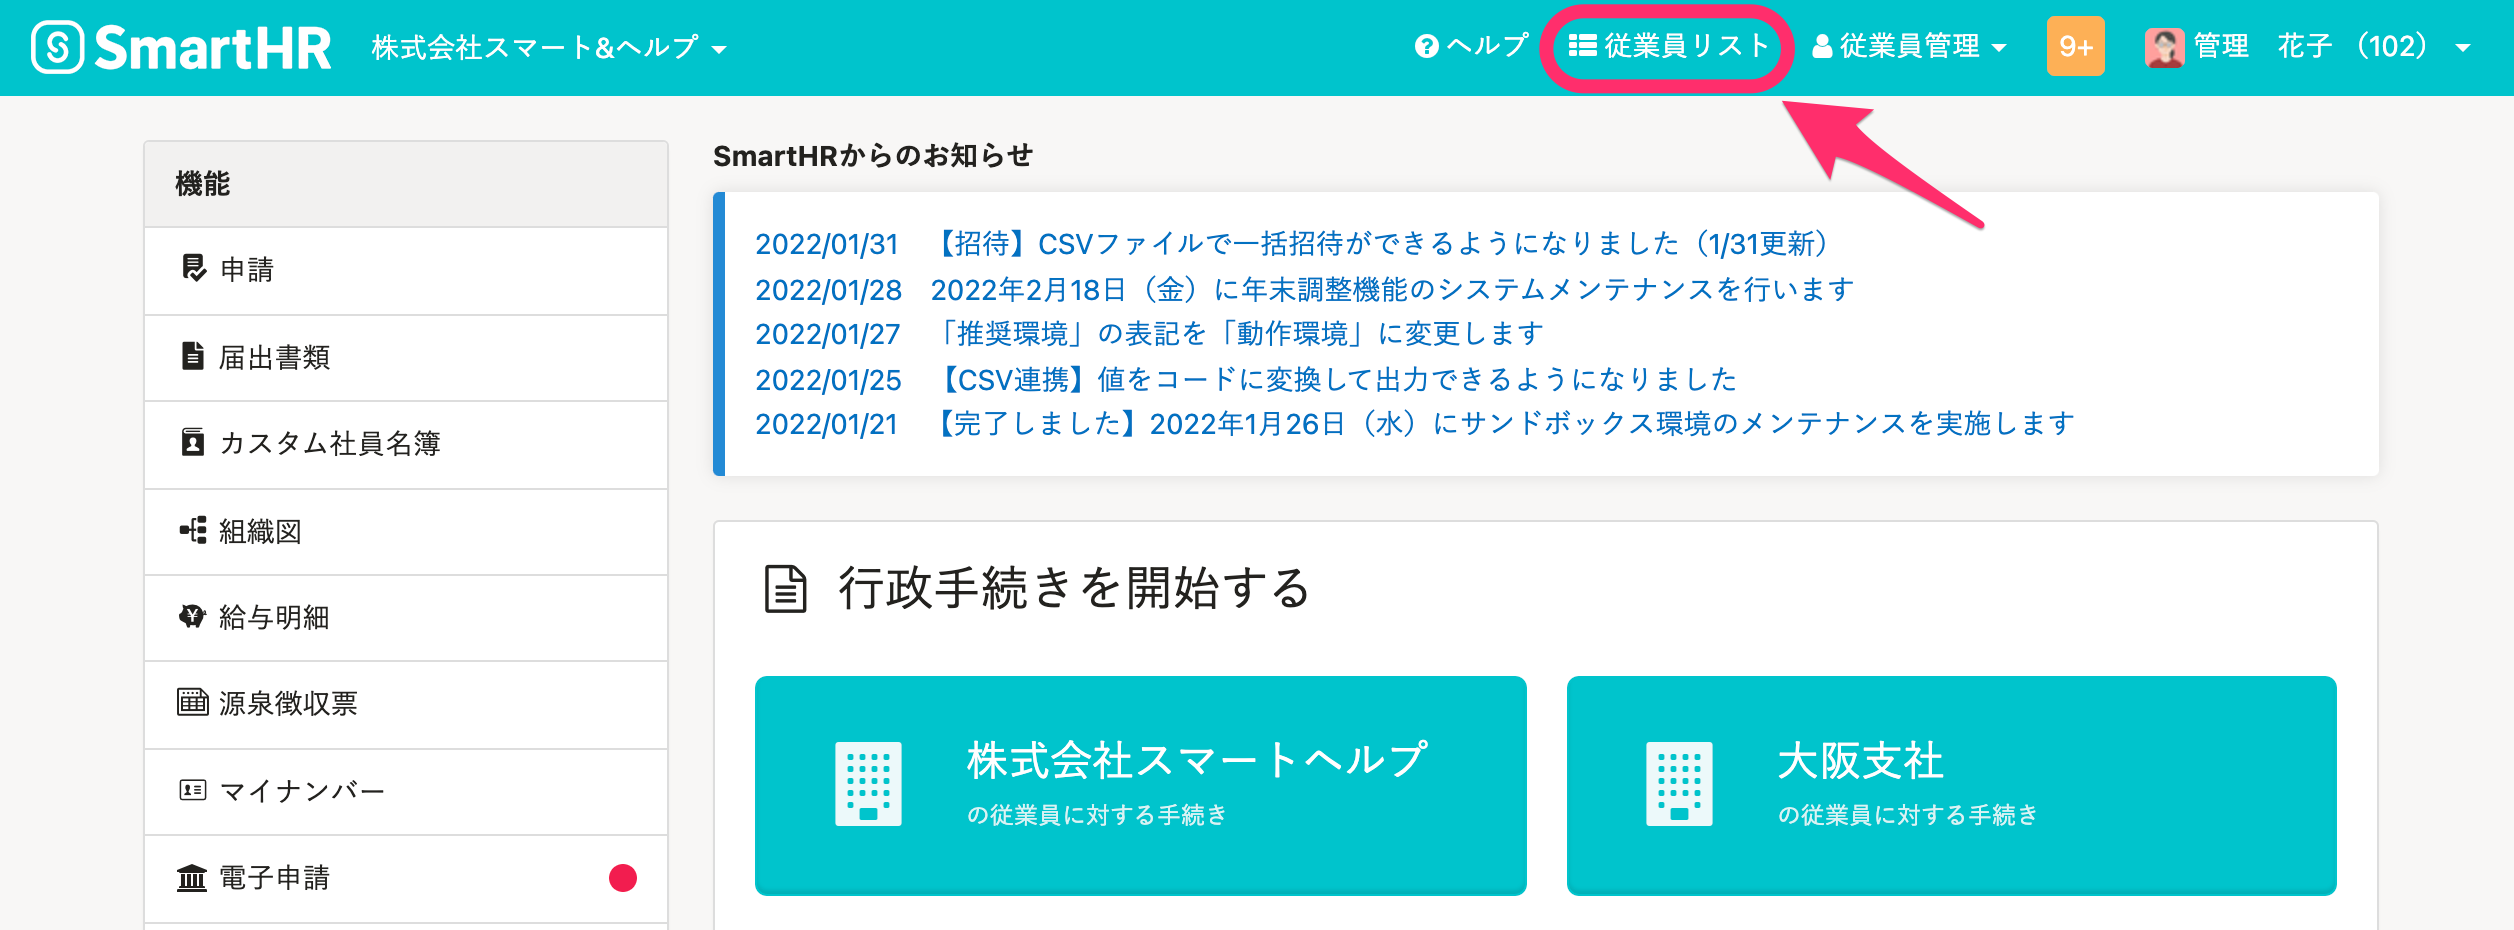 SmartHR 株式会社スマート&ヘルプ ヘルプ 従業員リスト 従業員管理 9+ 管理 花子 （102）
機能
申請
届出書類
カスタム社員名簿
組織図
給与明細
源泉徴収票
マイナンバー
電子申請
SmartHRからのお知らせ
2022/01/31 【招待】CSVファイルで一括招待ができるようになりました（1/31更新）
2022/01/28 2022年2月18日（金）に年末調整機能のシステムメンテナンスを行います
2022/01/27 「推奨環境」の表記を「動作環境」に変更します
2022/01/25 【CSV連携】値をコードに変換して出力できるようになりました
2022/01/21 【完了しました】2022年1月26日（水）にサンドボックス環境のメンテナンスを実施します
行政手続きを開始する
株式会社スマートヘルプ
の従業員に対する手続き
大阪支社
の従業員に対する手続き